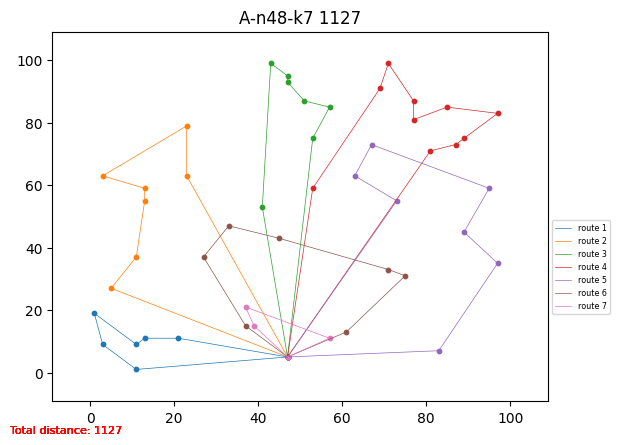 A-n48-k7 1127
100
80
60
40
20
0
0 20 40 60 80 100
route 1
route 2
route 3
route 4
route 5
route 6
route 7
Total distance: 1127